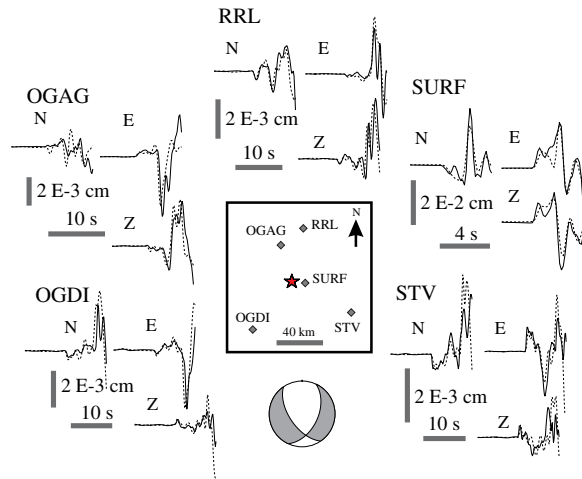 RRL
N
E
2 E-3 cm
Z
10 s
OGAG
N
E
2 E-3 cm
10 s
Z
SURF
N
E
2 E-2 cm
Z
4 s
N
OGAG
RRL
SURF
OGDI
STV
40 km
OGDI
N
E
2 E-3 cm
Z
10 s
STV
N
E
2 E-3 cm
Z
10 s